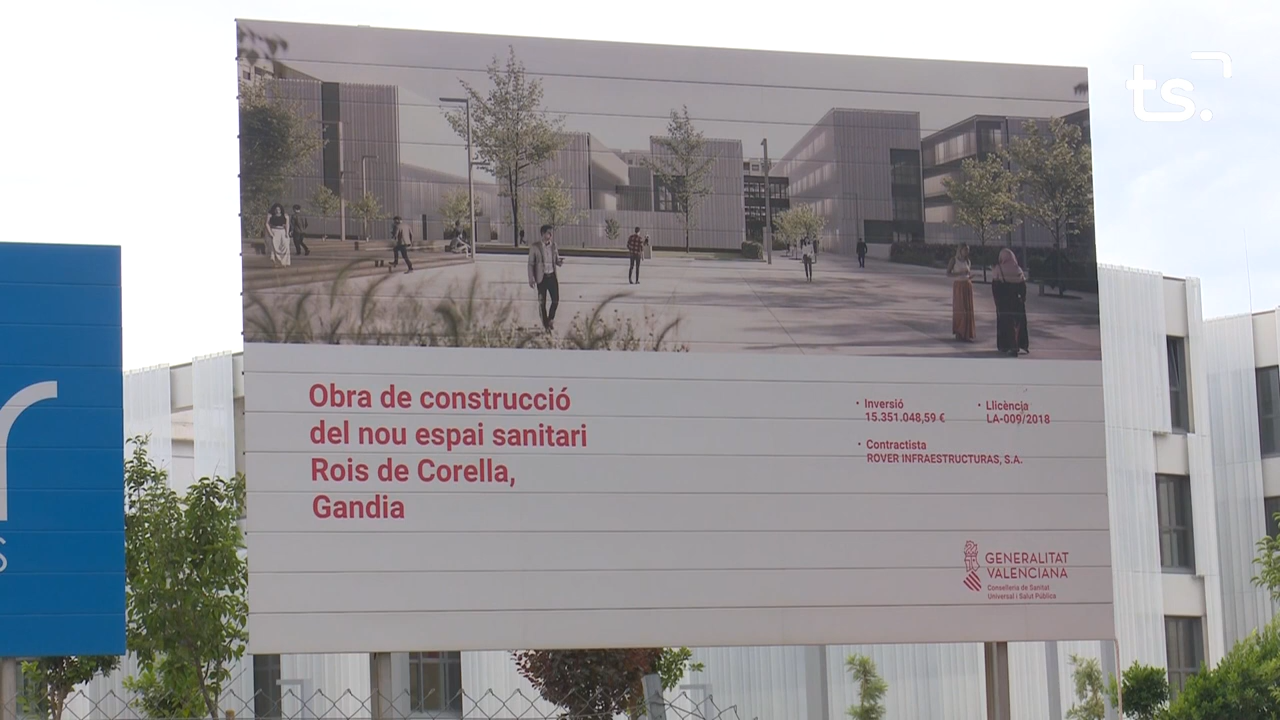 ts.
Obra de construcció
del nou espai sanitari
Rois de Corella,
Gandia
· Inversió
15.351.048,59 €
· Llicència
LA-009/2018
· Contractista
ROVER INFRAESTRUCTURAS, S.A.
GENERALITAT
VALENCIANA
Conselleria de Sanitat
Universal i Salut Pública
r
S